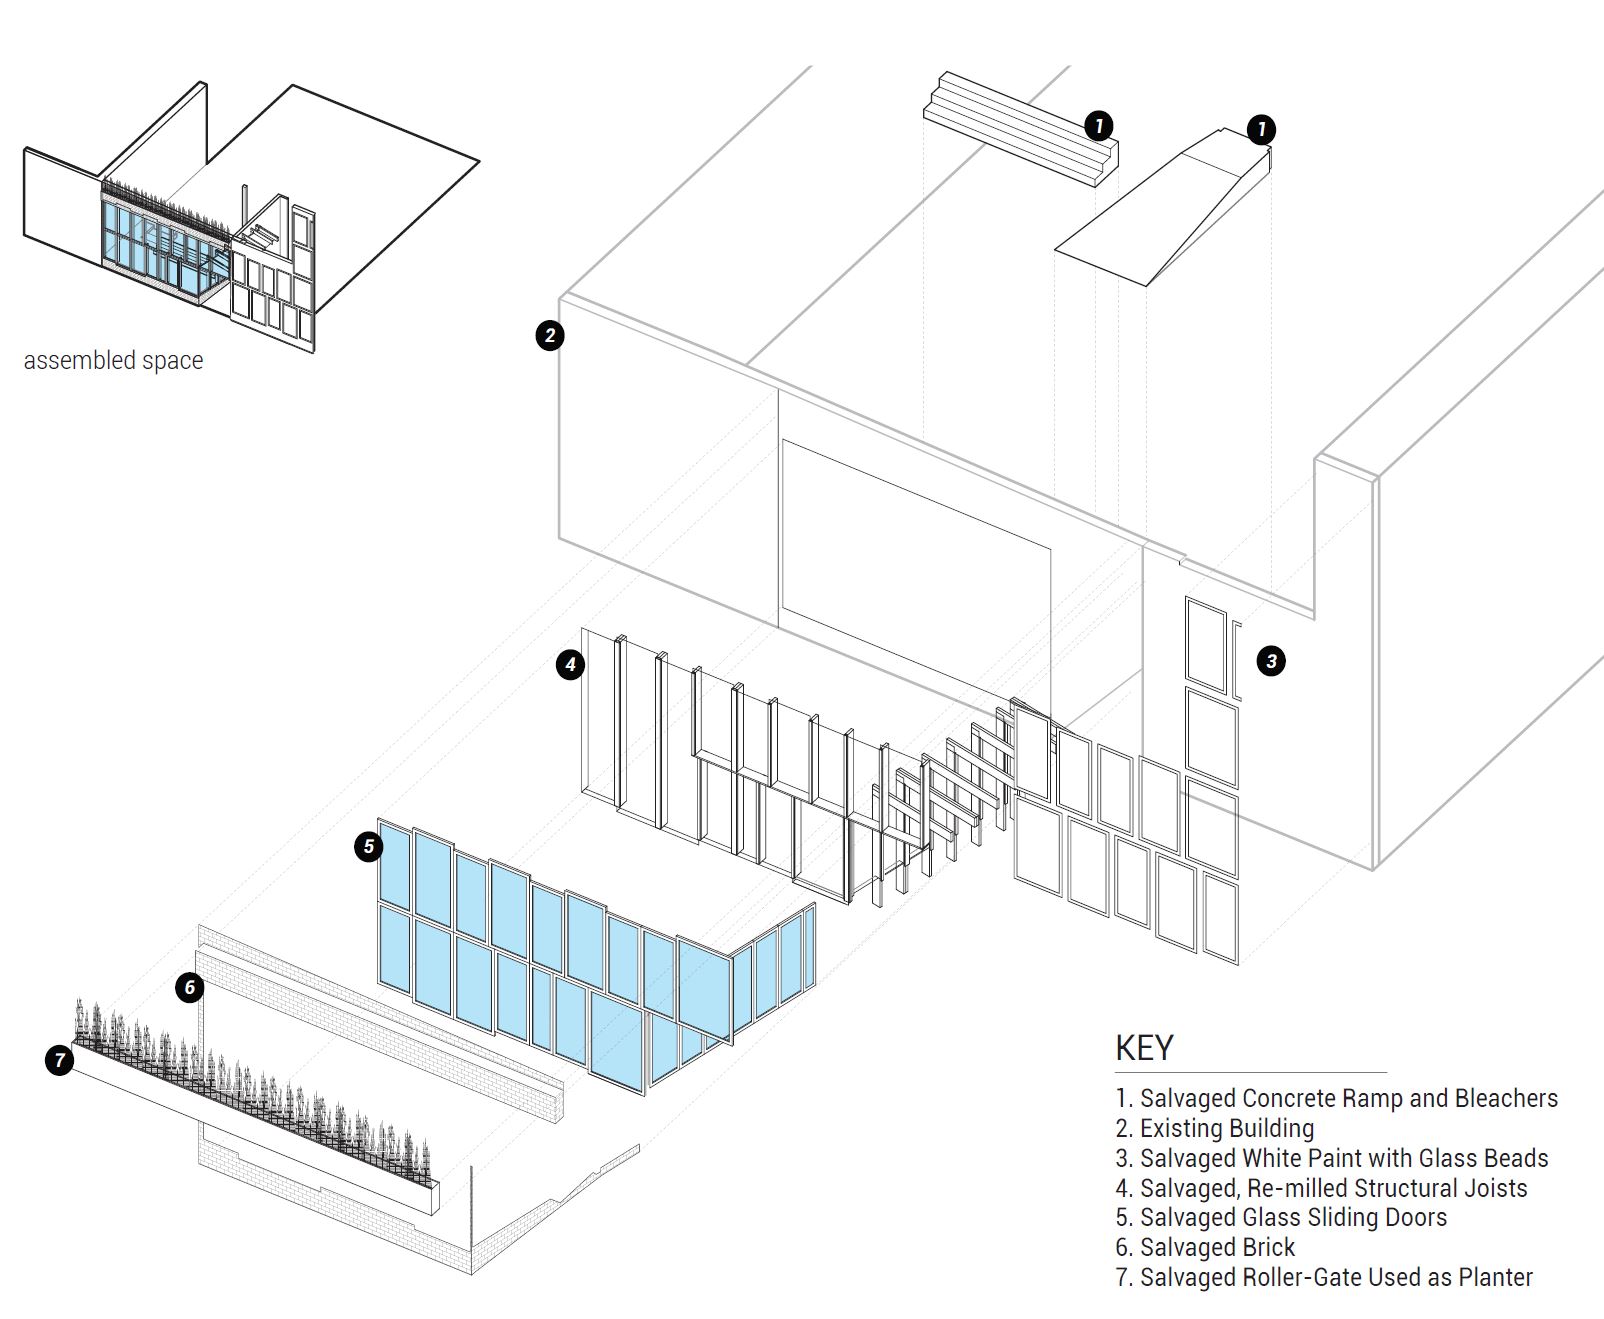 1
1
2
assembled space
4
3
5
6
7
KEY
1. Salvaged Concrete Ramp and Bleachers
2. Existing Building
3. Salvaged White Paint with Glass Beads
4. Salvaged, Re-milled Structural Joists
5. Salvaged Glass Sliding Doors
6. Salvaged Brick
7. Salvaged Roller-Gate Used as Planter